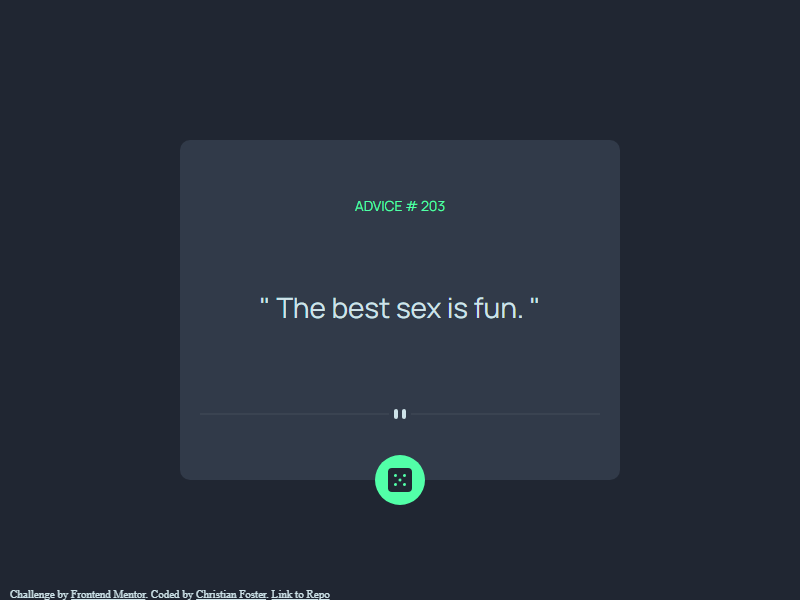 ADVICE # 203
" The best sex is fun. "
Challenge by Frontend Mentor. Coded by Christian Foster. Link to Repo